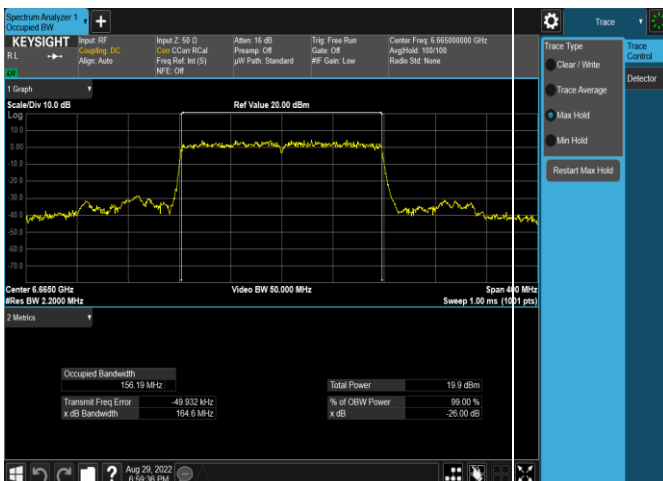 Spectrum Analyzer 1
Occupied BW
+
Trace
KEYSIGHT
Input: RF
Input Z: 50 Ω
Atten: 16 dB
Trig: Free Run
Center Freq: 6.665000000 GHz
R L
Coupling: DC
Corr CCorr RCal
Preamp: Off
Gate: Off
Avg|Hold: 100/100
Align: Auto
Freq Ref: Int (S)
µW Path: Standard
#IF Gain: Low
Radio Std: None
NFE: Off
Trace Type
Clear / Write
Trace Average
Max Hold
Min Hold
Restart Max Hold
Trace
Control
Detector
1 Graph
Scale/Div 10.0 dB
Ref Value 20.00 dBm
Log
10.0
0.00
-10.0
-20.0
-30.0
-40.0
-50.0
-60.0
-70.0
Center 6.6650 GHz
Video BW 50.000 MHz
Span 400 MHz
#Res BW 2.2000 MHz
Sweep 1.00 ms (1001 pts)
2 Metrics
Occupied Bandwidth
156.19 MHz
Total Power 19.9 dBm
Transmit Freq Error -49.932 kHz
% of OBW Power 99.00 %
x dB Bandwidth 164.6 MHz
x dB -26.00 dB
?
Aug 29, 2022
6:59:36 PM